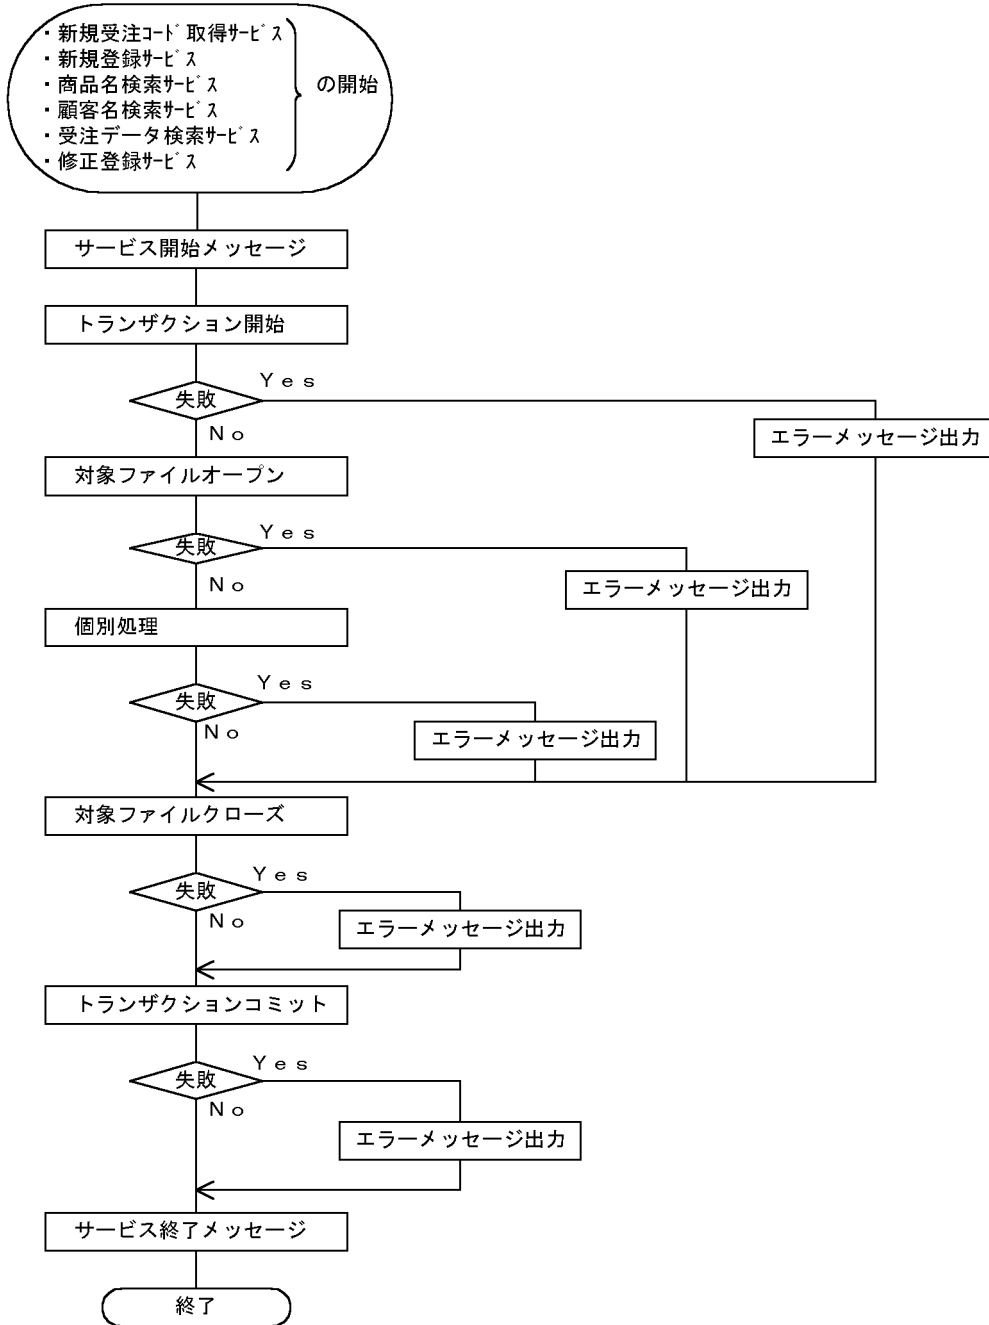 ・新規受注ｺｰﾄﾞ取得ｻｰﾋﾞｽ
・新規登録ｻｰﾋﾞｽ
・商品名検索ｻｰﾋﾞｽ
・顧客名検索ｻｰﾋﾞｽ
・受注データ検索ｻｰﾋﾞｽ
・修正登録ｻｰﾋﾞｽ
の開始
サービス開始メッセージ
トランザクション開始
失敗
Ｙｅｓ
Ｎｏ
エラーメッセージ出力
対象ファイルオープン
失敗
Ｙｅｓ
Ｎｏ
エラーメッセージ出力
個別処理
失敗
Ｙｅｓ
Ｎｏ
エラーメッセージ出力
対象ファイルクローズ
失敗
Ｙｅｓ
Ｎｏ
エラーメッセージ出力
トランザクションコミット
失敗
Ｙｅｓ
Ｎｏ
エラーメッセージ出力
サービス終了メッセージ
終了